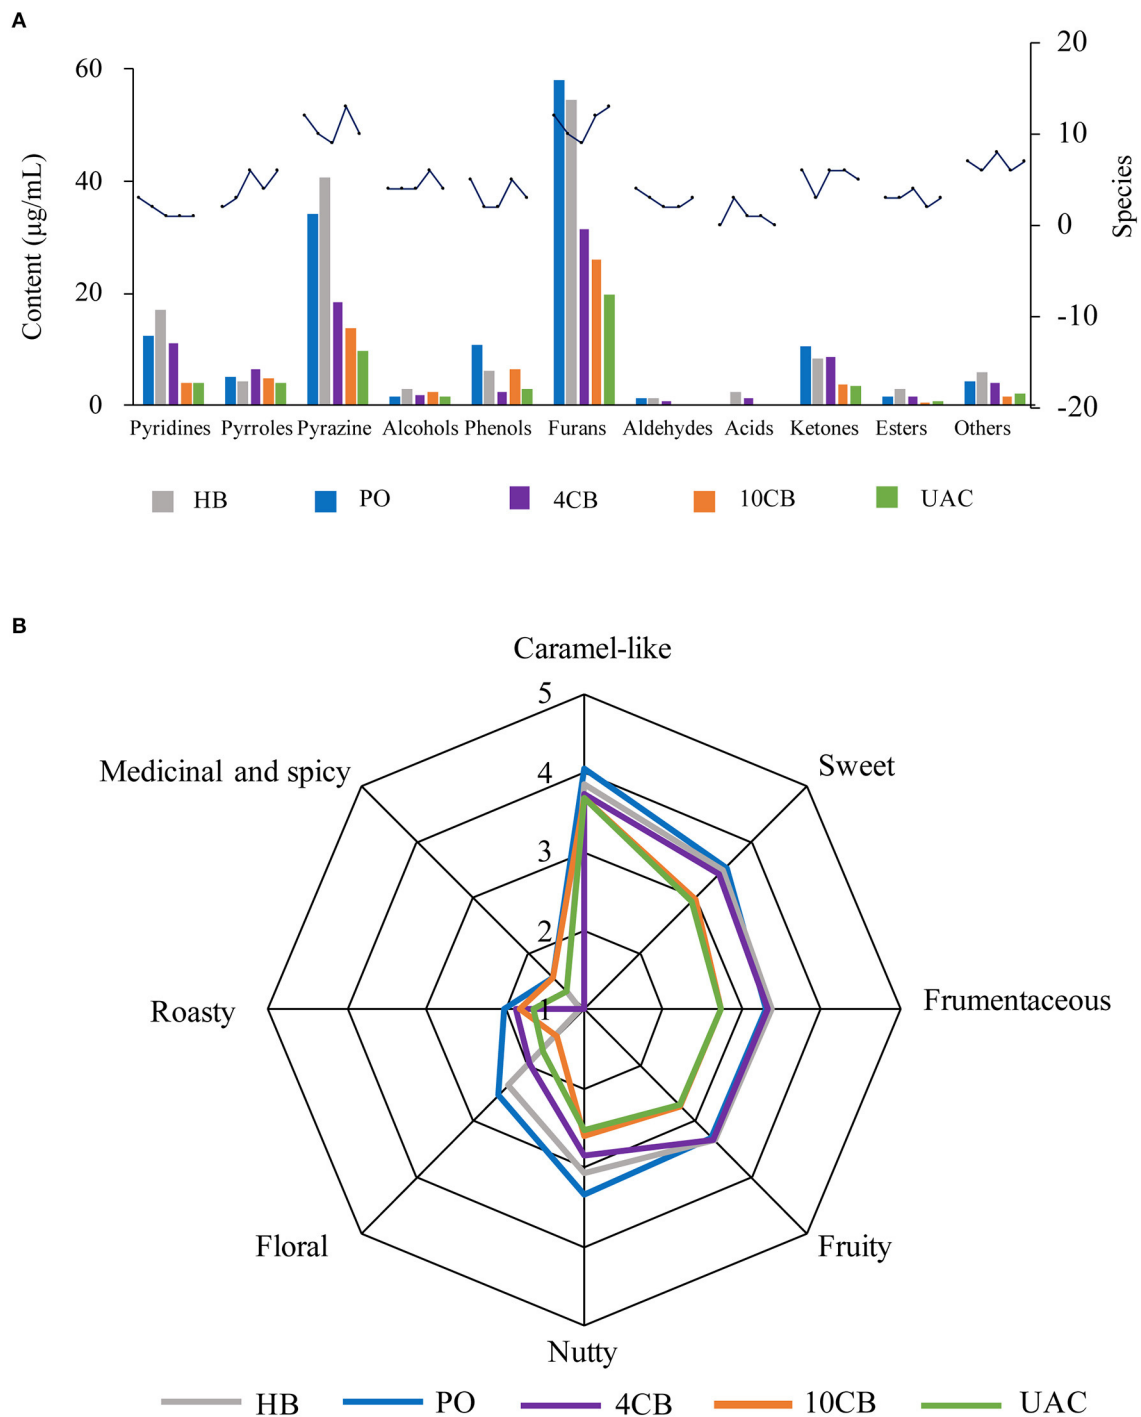 A
20
60
10
40
0
20
-10
0
-20
Content (µg/mL)
Species
Pyridines Pyrroles Pyrazine Alcohols Phenols Furans Aldehydes Acids Ketones Esters Others
HB PO 4CB 10CB UAC
B
Caramel-like
5
Medicinal and spicy
Sweet
4
3
2
Roasty
1
Frumentaceous
Floral
Fruity
Nutty
HB PO 4CB 10CB UAC